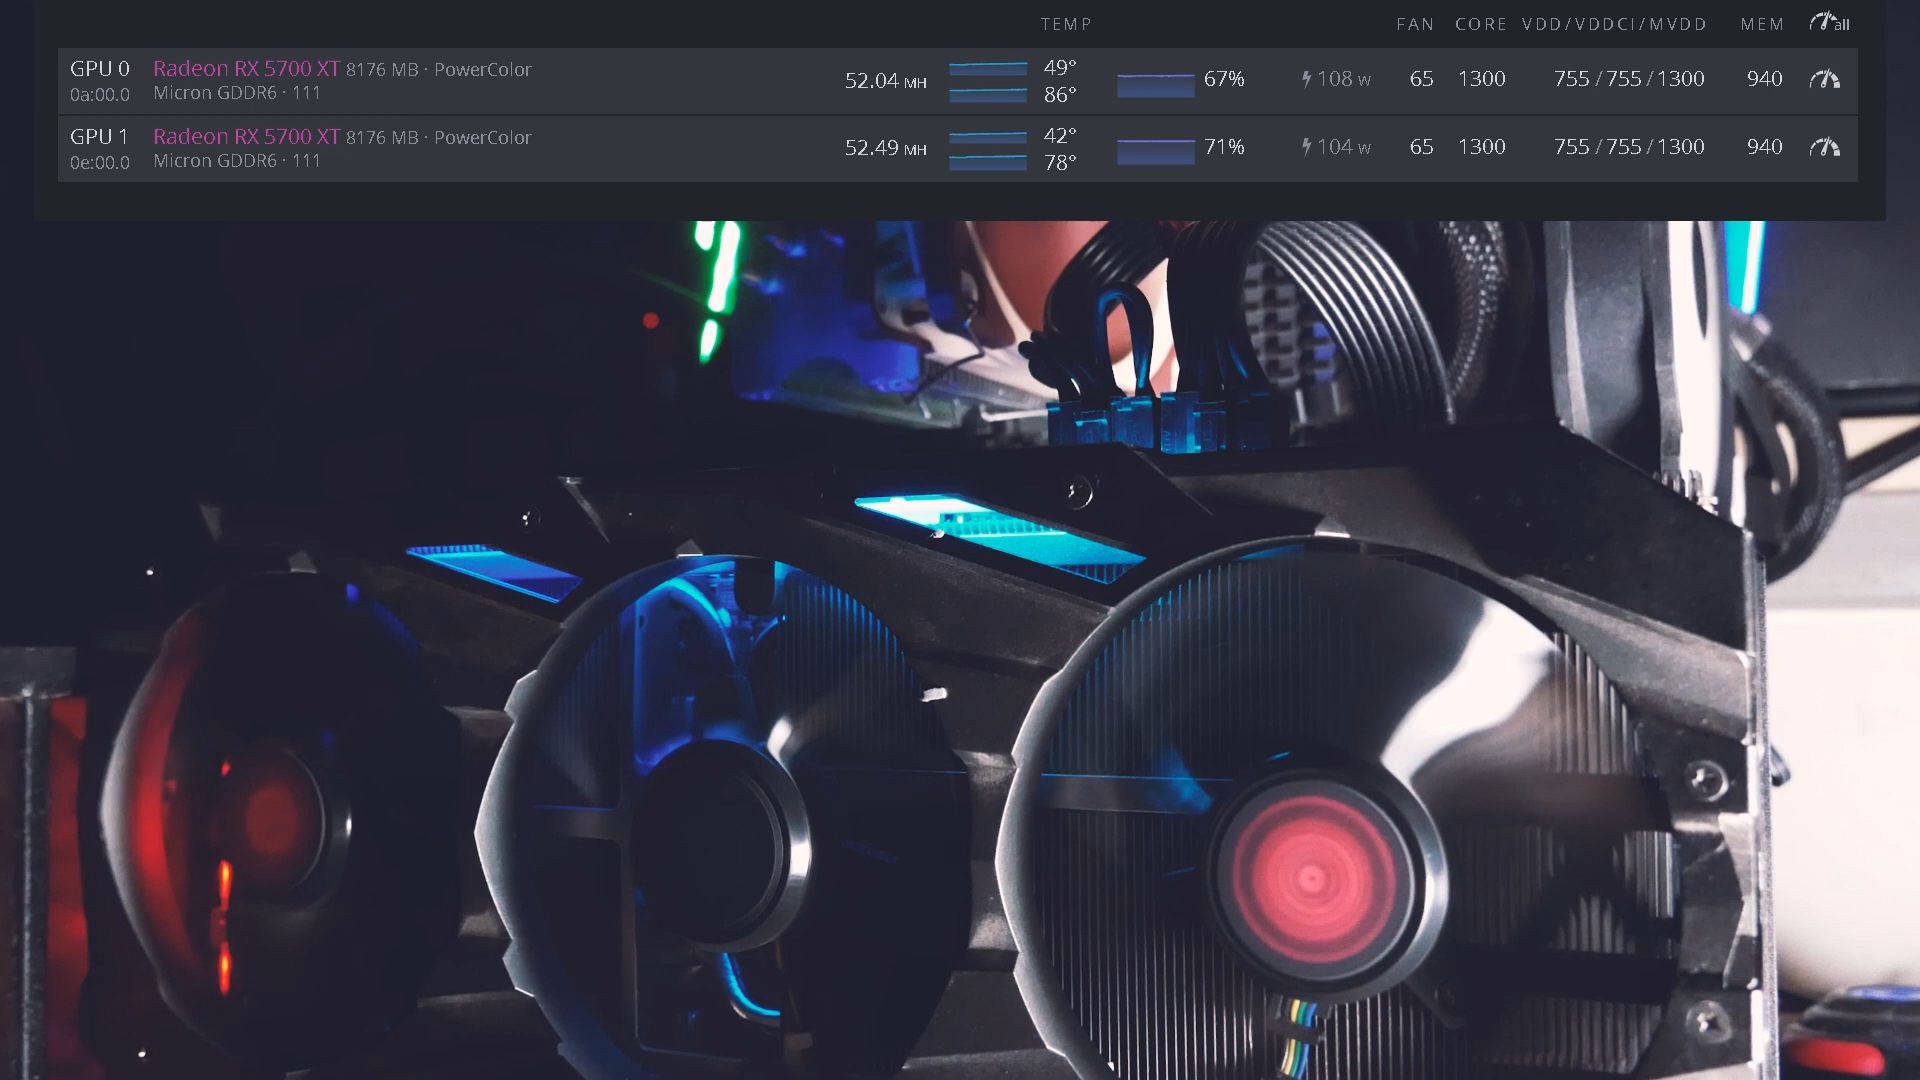 TEMP FAN CORE VDD/VDDCI/MVDD MEM all
GPU 0 Radeon RX 5700 XT 8176 MB · PowerColor
0a:00.0 Micron GDDR6 · 111
52.04 MH 49° 86° 67% 108 W 65 1300 755 / 755 / 1300 940
GPU 1 Radeon RX 5700 XT 8176 MB · PowerColor
0e:00.0 Micron GDDR6 · 111
52.49 MH 42° 78° 71% 104 W 65 1300 755 / 755 / 1300 940